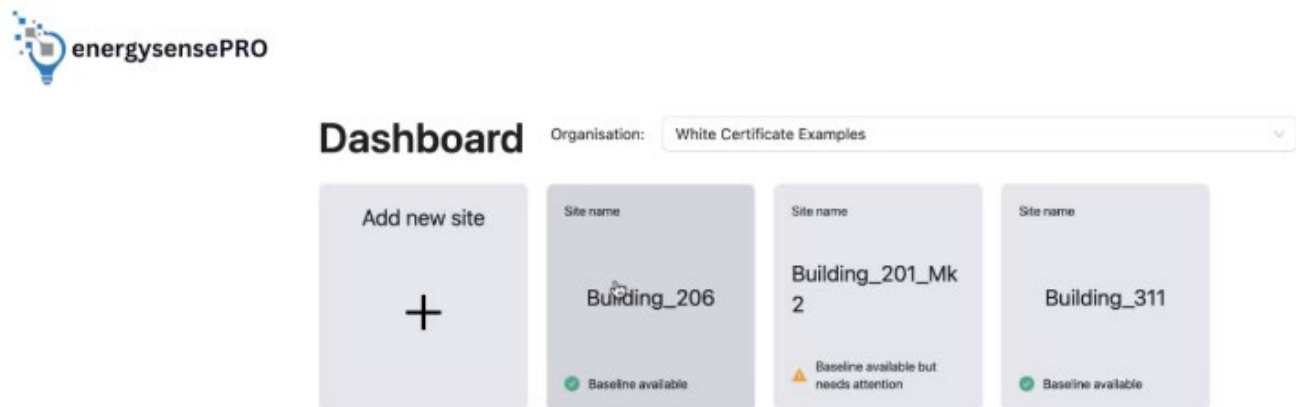 energysensePRO
Dashboard
Organisation:
White Certificate Examples
Add new site
Site name
Building_206
Baseline available
Site name
Building_201_Mk
2
Baseline available but
needs attention
Site name
Building_311
Baseline available